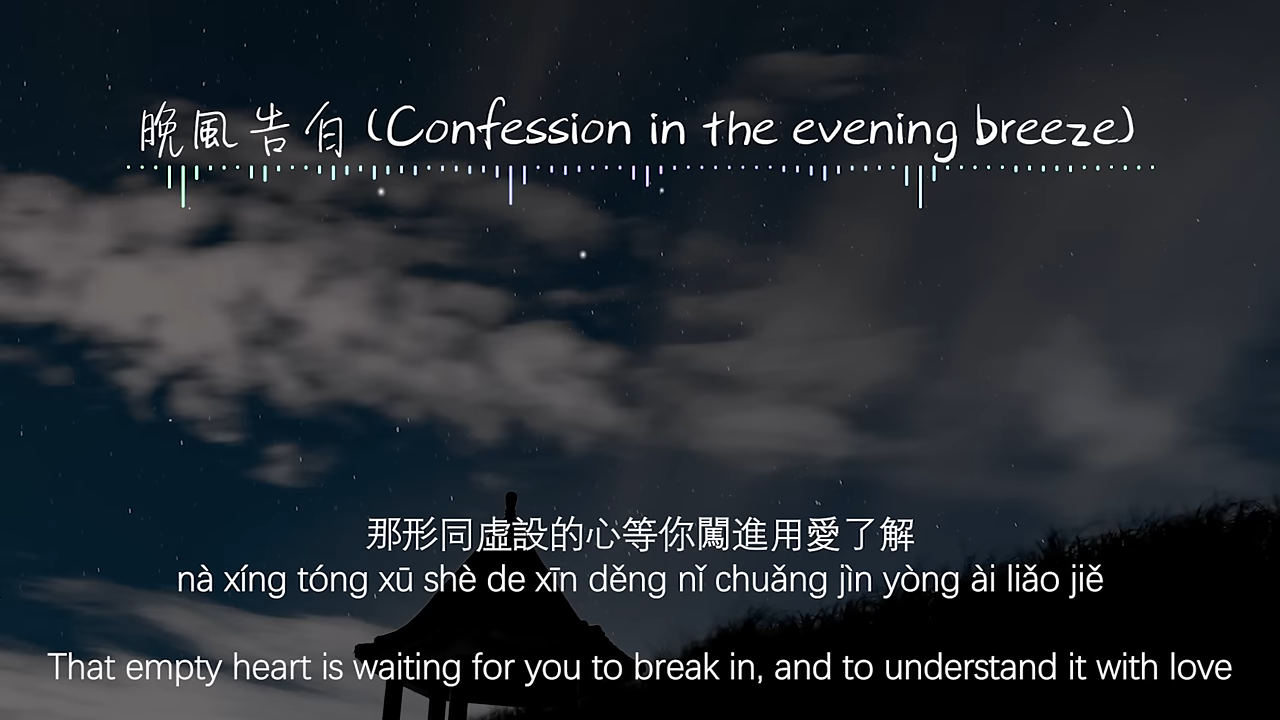 晚風告白(Confession in the evening breeze)
那形同虛設的心等你闖進用愛了解
nà xíng tóng xū shè de xīn děng nǐ chuǎng jìn yòng ài liǎo jiě
That empty heart is waiting for you to break in, and to understand it with love